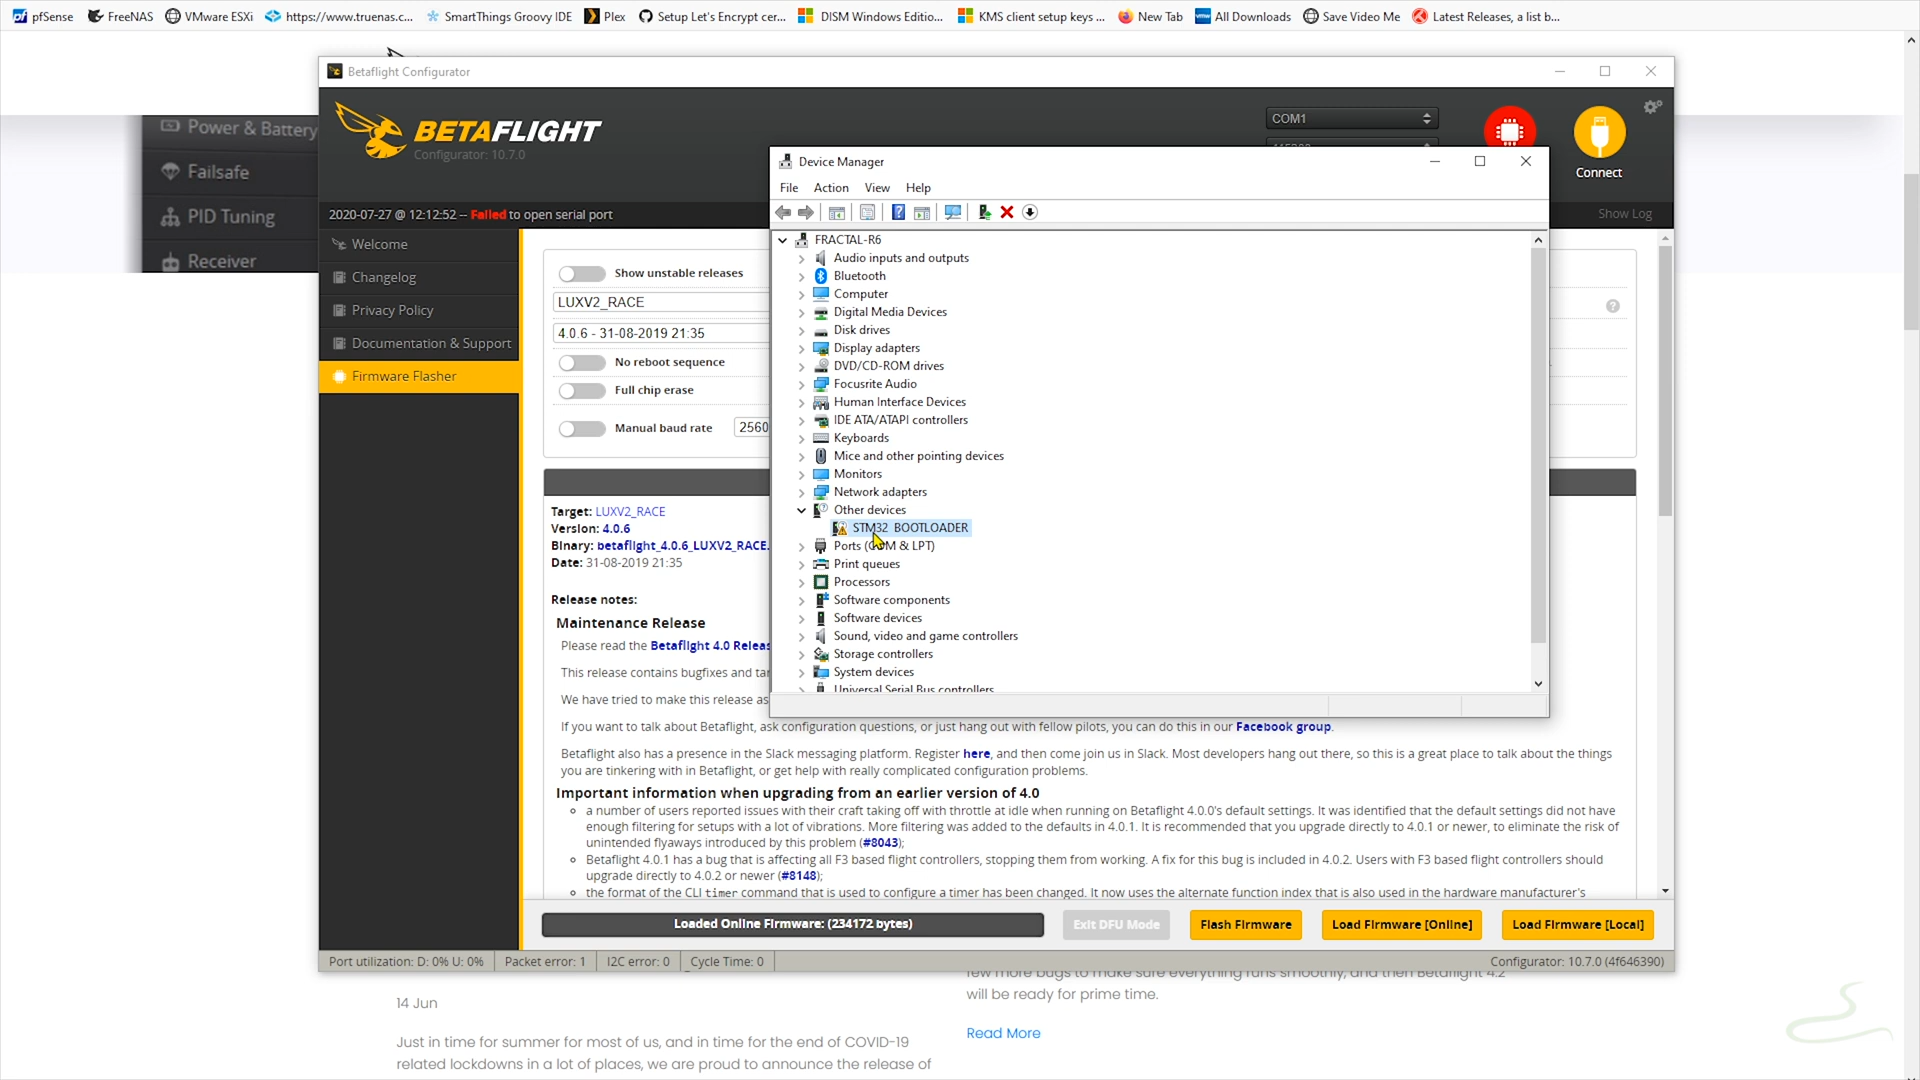 pfSense
FreeNAS
VMware ESXi
https://www.truenas.c...
SmartThings Groovy IDE
Plex
Setup Let's Encrypt cer...
DISM Windows Editio...
KMS client setup keys ...
New Tab
All Downloads
Save Video Me
Latest Releases, a list b...
Power & Battery
Failsafe
PID Tuning
Receiver
Betaflight Configurator
BETAFLIGHT
Configurator: 10.7.0
COM1
Connect
2020-07-27 @ 12:12:52 -- Failed to open serial port
Show Log
Welcome
Changelog
Privacy Policy
Documentation & Support
Firmware Flasher
Show unstable releases
LUXV2_RACE
4.0.6 - 31-08-2019 21:35
No reboot sequence
Full chip erase
Manual baud rate
2560
Target: LUXV2_RACE
Version: 4.0.6
Binary: betaflight_4.0.6_LUXV2_RACE.
Date: 31-08-2019 21:35
Release notes:
Maintenance Release
Please read the Betaflight 4.0 Releas
This release contains bugfixes and tar
We have tried to make this release as
If you want to talk about Betaflight, ask configuration questions, or just hang out with fellow pilots, you can do this in our Facebook group.
Betaflight also has a presence in the Slack messaging platform. Register here, and then come join us in Slack. Most developers hang out there, so this is a great place to talk about the things
you are tinkering with in Betaflight, or get help with really complicated configuration problems.
Important information when upgrading from an earlier version of 4.0
a number of users reported issues with their craft taking off with throttle at idle when running on Betaflight 4.0.0's default settings. It was identified that the default settings did not have
enough filtering for setups with a lot of vibrations. More filtering was added to the defaults in 4.0.1. It is recommended that you upgrade directly to 4.0.1 or newer, to eliminate the risk of
unintended flyaways introduced by this problem (#8043);
Betaflight 4.0.1 has a bug that is affecting all F3 based flight controllers, stopping them from working. A fix for this bug is included in 4.0.2. Users with F3 based flight controllers should
upgrade directly to 4.0.2 or newer (#8148);
the format of the CLI timer command that is used to configure a timer has been changed. It now uses the alternate function index that is also used in the hardware manufacturer's
Device Manager
File
Action
View
Help
FRACTAL-R6
Audio inputs and outputs
Bluetooth
Computer
Digital Media Devices
Disk drives
Display adapters
DVD/CD-ROM drives
Focusrite Audio
Human Interface Devices
IDE ATA/ATAPI controllers
Keyboards
Mice and other pointing devices
Monitors
Network adapters
Other devices
STM32 BOOTLOADER
Ports (COM & LPT)
Print queues
Processors
Software components
Software devices
Sound, video and game controllers
Storage controllers
System devices
Universal Serial Bus controllers
Loaded Online Firmware: (234172 bytes)
Exit DFU Mode
Flash Firmware
Load Firmware [Online]
Load Firmware [Local]
Port utilization: D: 0% U: 0%
Packet error: 1
I2C error: 0
Cycle Time: 0
Configurator: 10.7.0 (4f646390)
few more bugs to make sure everything runs smoothly, and then Betaflight 4.2
will be ready for prime time.
Read More
14 Jun
Just in time for summer for most of us, and in time for the end of COVID-19
related lockdowns in a lot of places, we are proud to announce the release of